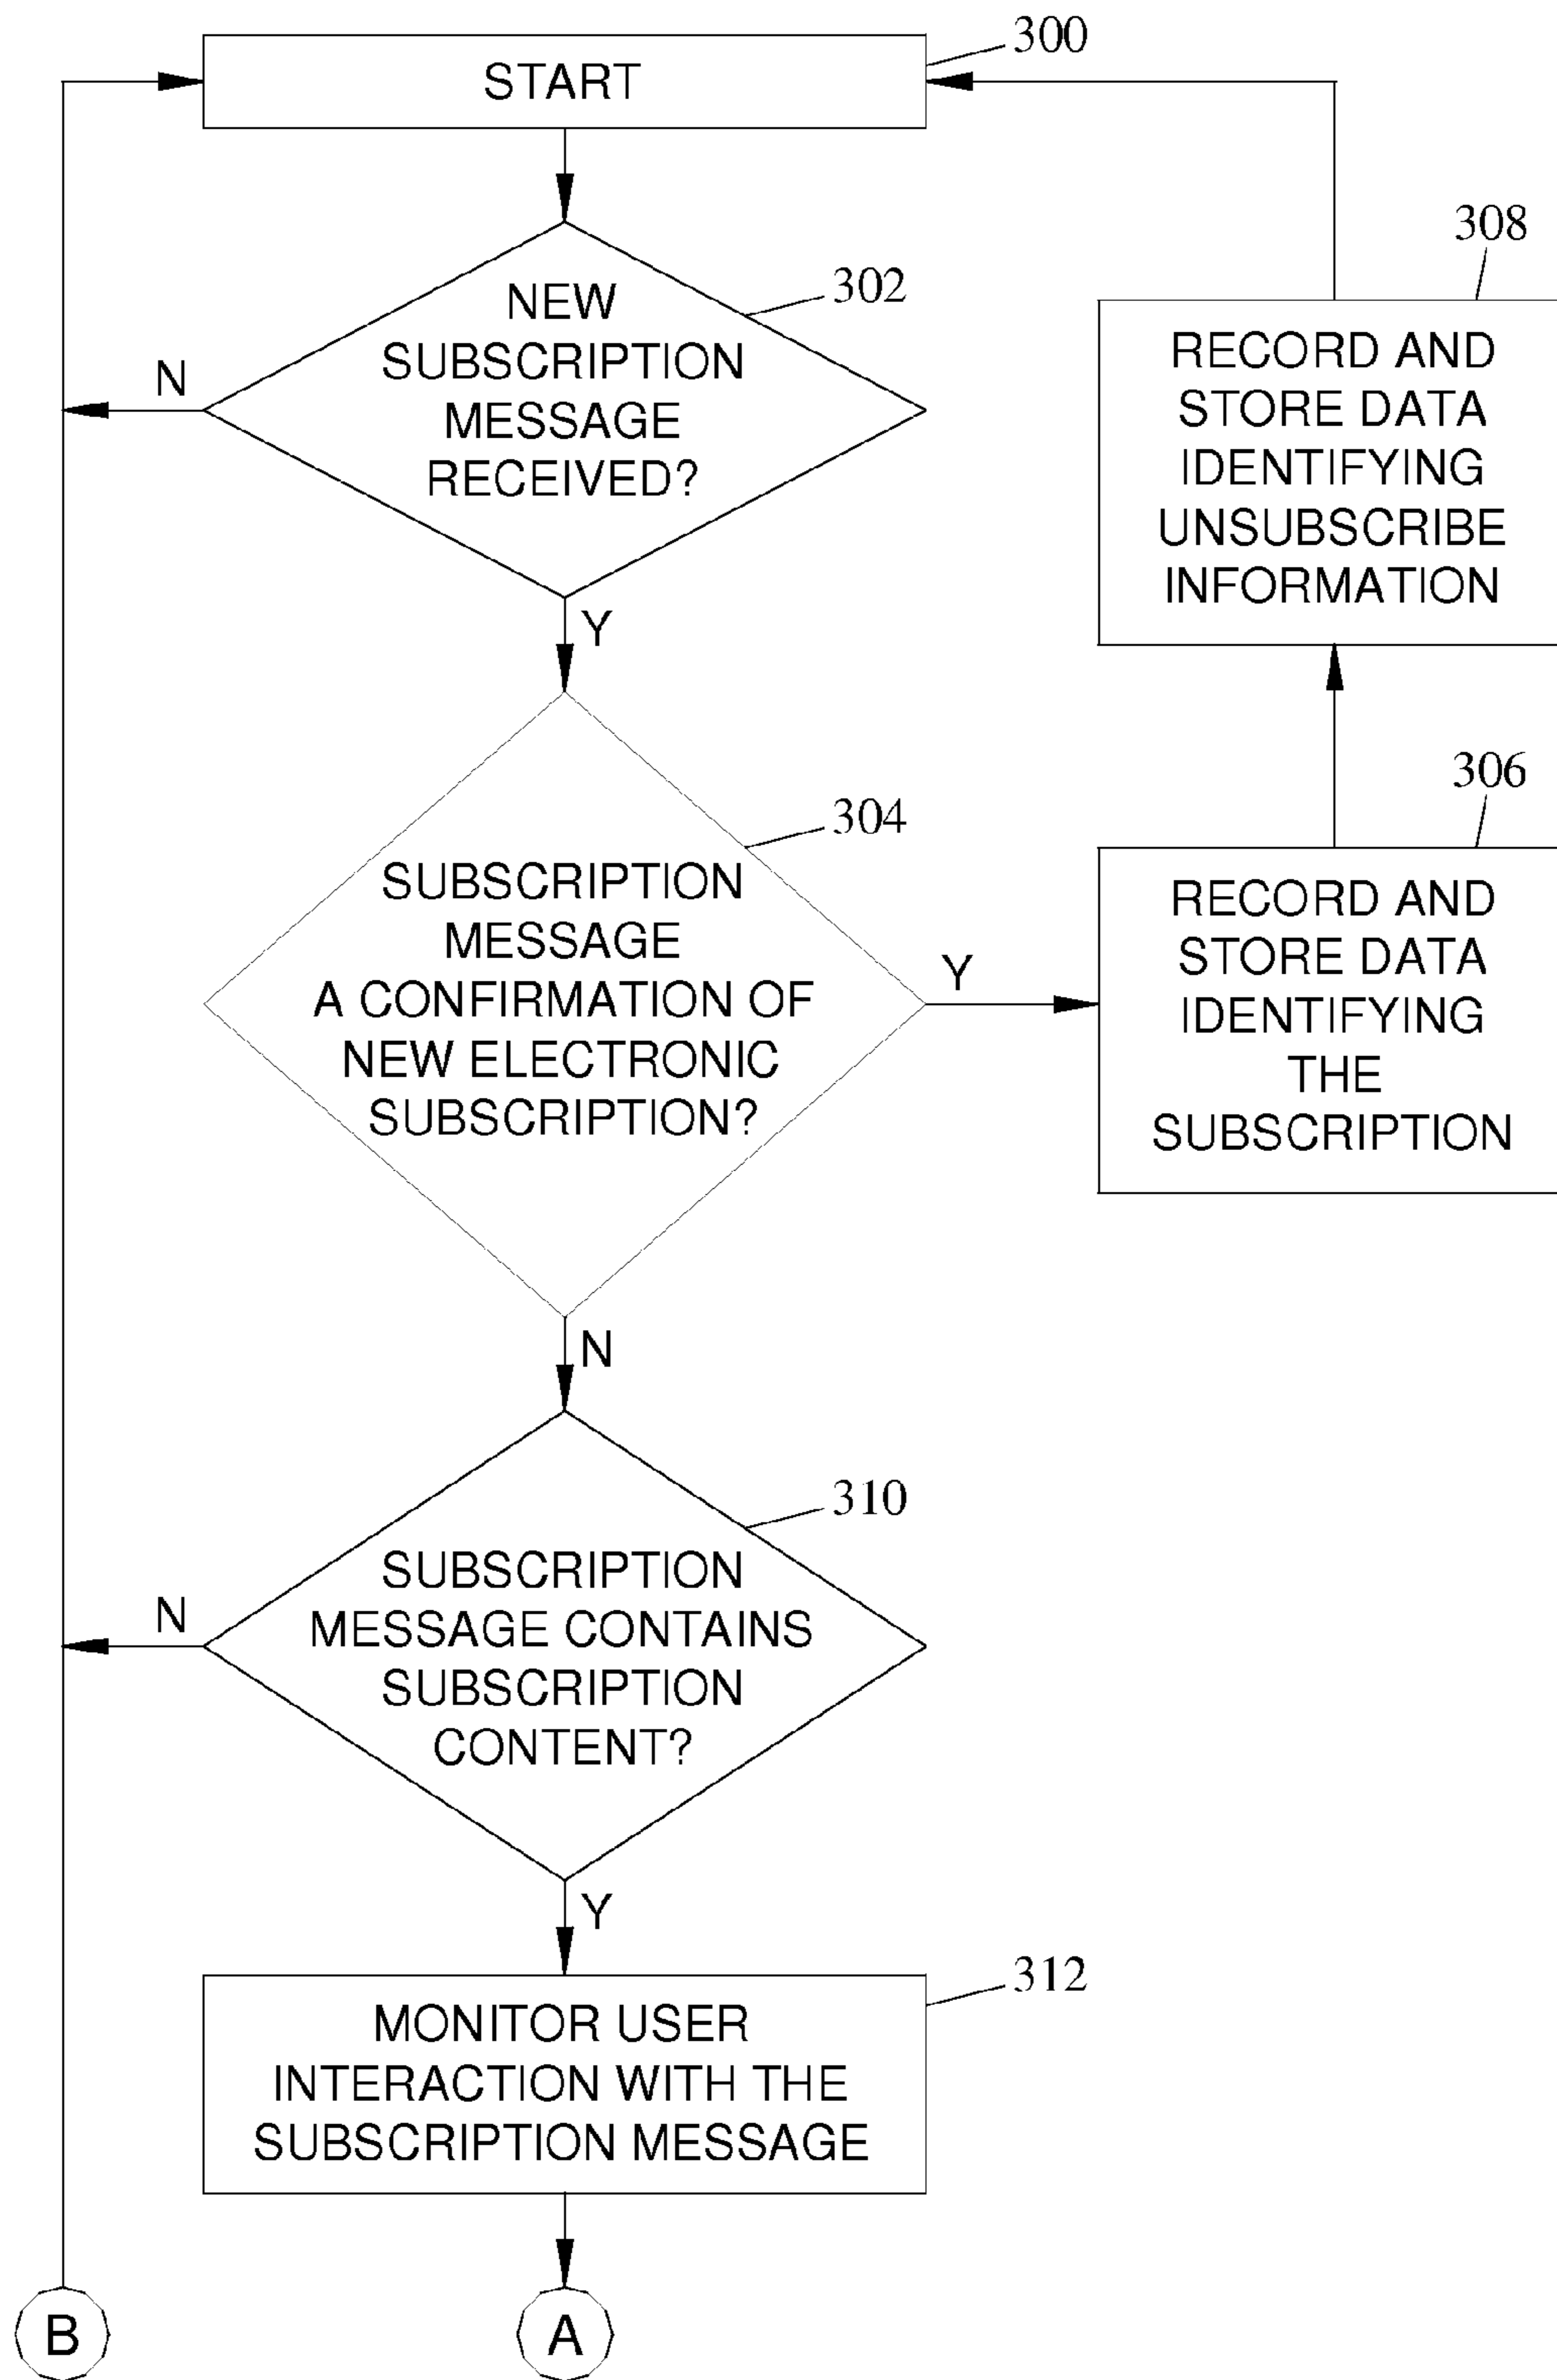 START
300
NEW
SUBSCRIPTION
MESSAGE
RECEIVED?
302
N
Y
308
RECORD AND
STORE DATA
IDENTIFYING
UNSUBSCRIBE
INFORMATION
SUBSCRIPTION
MESSAGE
A CONFIRMATION OF
NEW ELECTRONIC
SUBSCRIPTION?
304
Y
N
306
RECORD AND
STORE DATA
IDENTIFYING
THE
SUBSCRIPTION
SUBSCRIPTION
MESSAGE CONTAINS
SUBSCRIPTION
CONTENT?
310
N
Y
MONITOR USER
INTERACTION WITH THE
SUBSCRIPTION MESSAGE
312
B
A